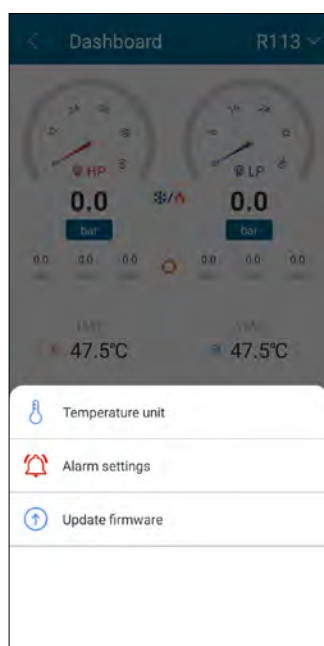 Dashboard R113
HP LP
0.0 0.0
bar bar
0.0 0.0 0.0 0.0 0.0 0.0
47.5°C 47.5°C
Temperature unit
Alarm settings
Update firmware